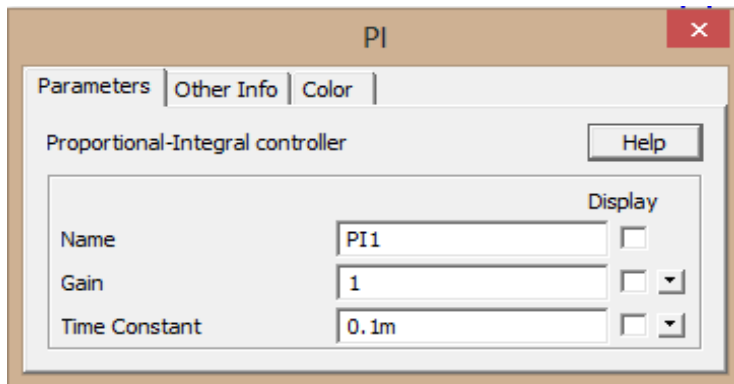 PI
Parameters Other Info Color
Proportional-Integral controller Help
Display
Name PI1
Gain 1
Time Constant 0.1m